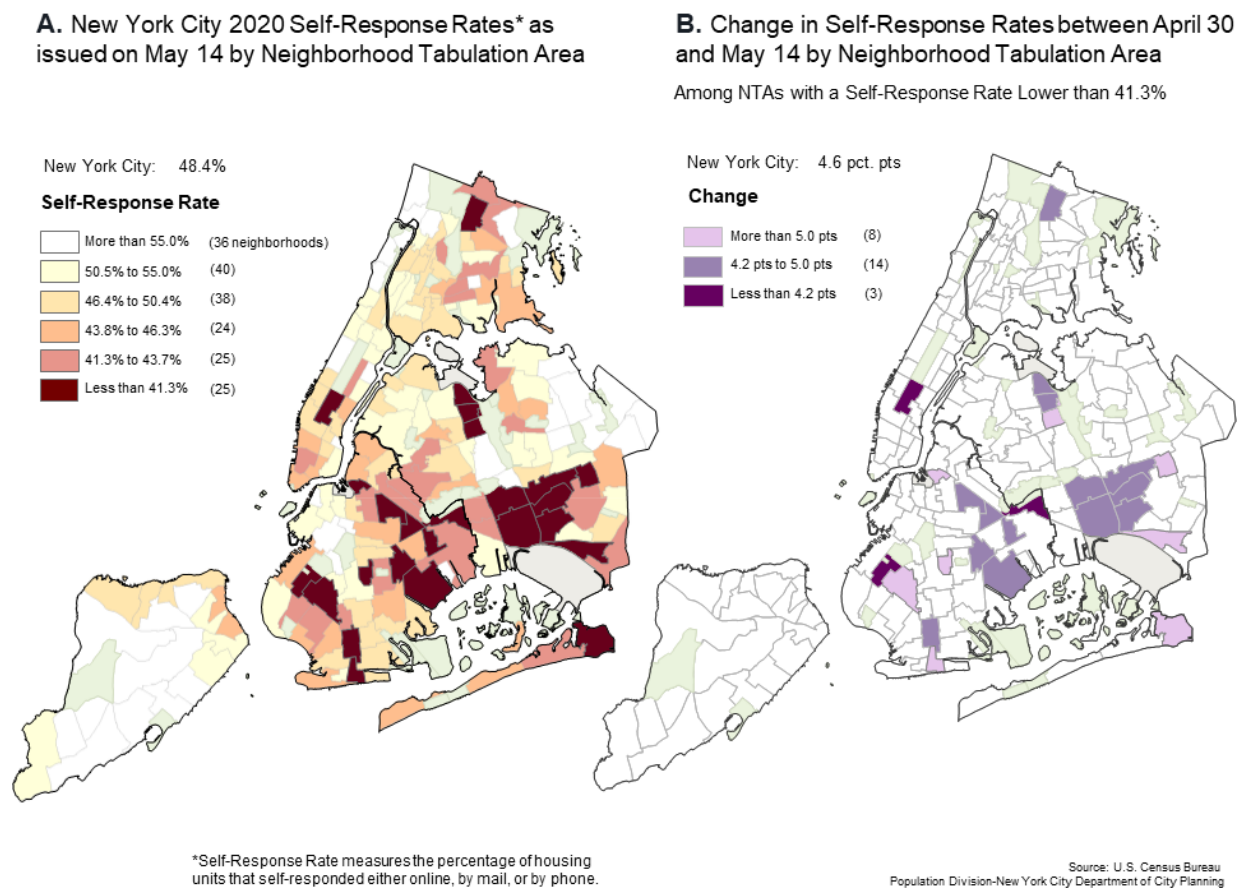 A. New York City 2020 Self-Response Rates* as
issued on May 14 by Neighborhood Tabulation Area
New York City: 48.4%
Self-Response Rate
More than 55.0% (36 neighborhoods)
50.5% to 55.0% (40)
46.4% to 50.4% (38)
43.8% to 46.3% (24)
41.3% to 43.7% (25)
Less than 41.3% (25)
B. Change in Self-Response Rates between April 30
and May 14 by Neighborhood Tabulation Area
Among NTAs with a Self-Response Rate Lower than 41.3%
New York City: 4.6 pct. pts
Change
More than 5.0 pts (8)
4.2 pts to 5.0 pts (14)
Less than 4.2 pts (3)
*Self-Response Rate measures the percentage of housing
units that self-responded either online, by mail, or by phone.
Source: U.S. Census Bureau
Population Division-New York City Department of City Planning